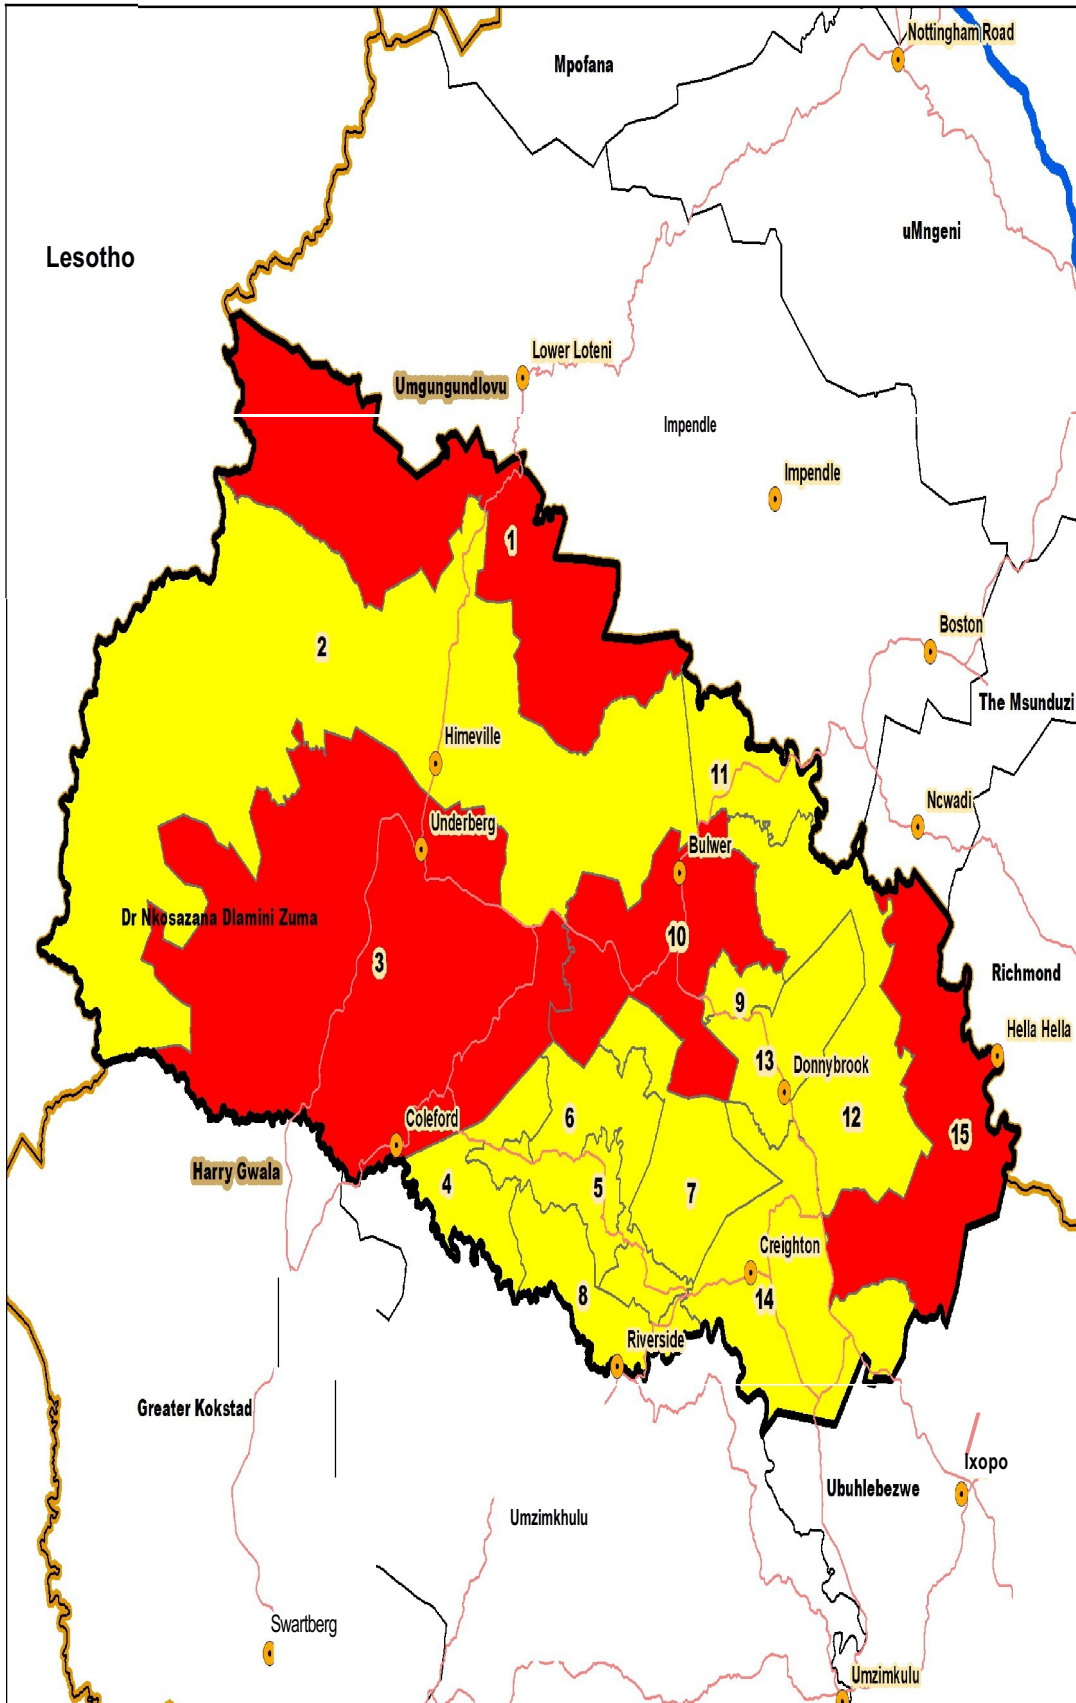 Nottingham Road
Mpofana
uMngeni
Lesotho
Lower Loteni
Umgungundlovu
Impendle
Impendle
1
Boston
2
The Msunduzi
Himeville
11
Ncwadi
Underberg
Bulwer
Dr Nkosazana Dlamini Zuma
10
3
Richmond
9
Hella Hella
13
Donnybrook
6
Coleford
12
15
Harry Gwala
4
5
7
Creighton
8
14
Riverside
Greater Kokstad
Ixopo
Ubuhlebezwe
Umzimkhulu
Swartberg
Umzimkulu